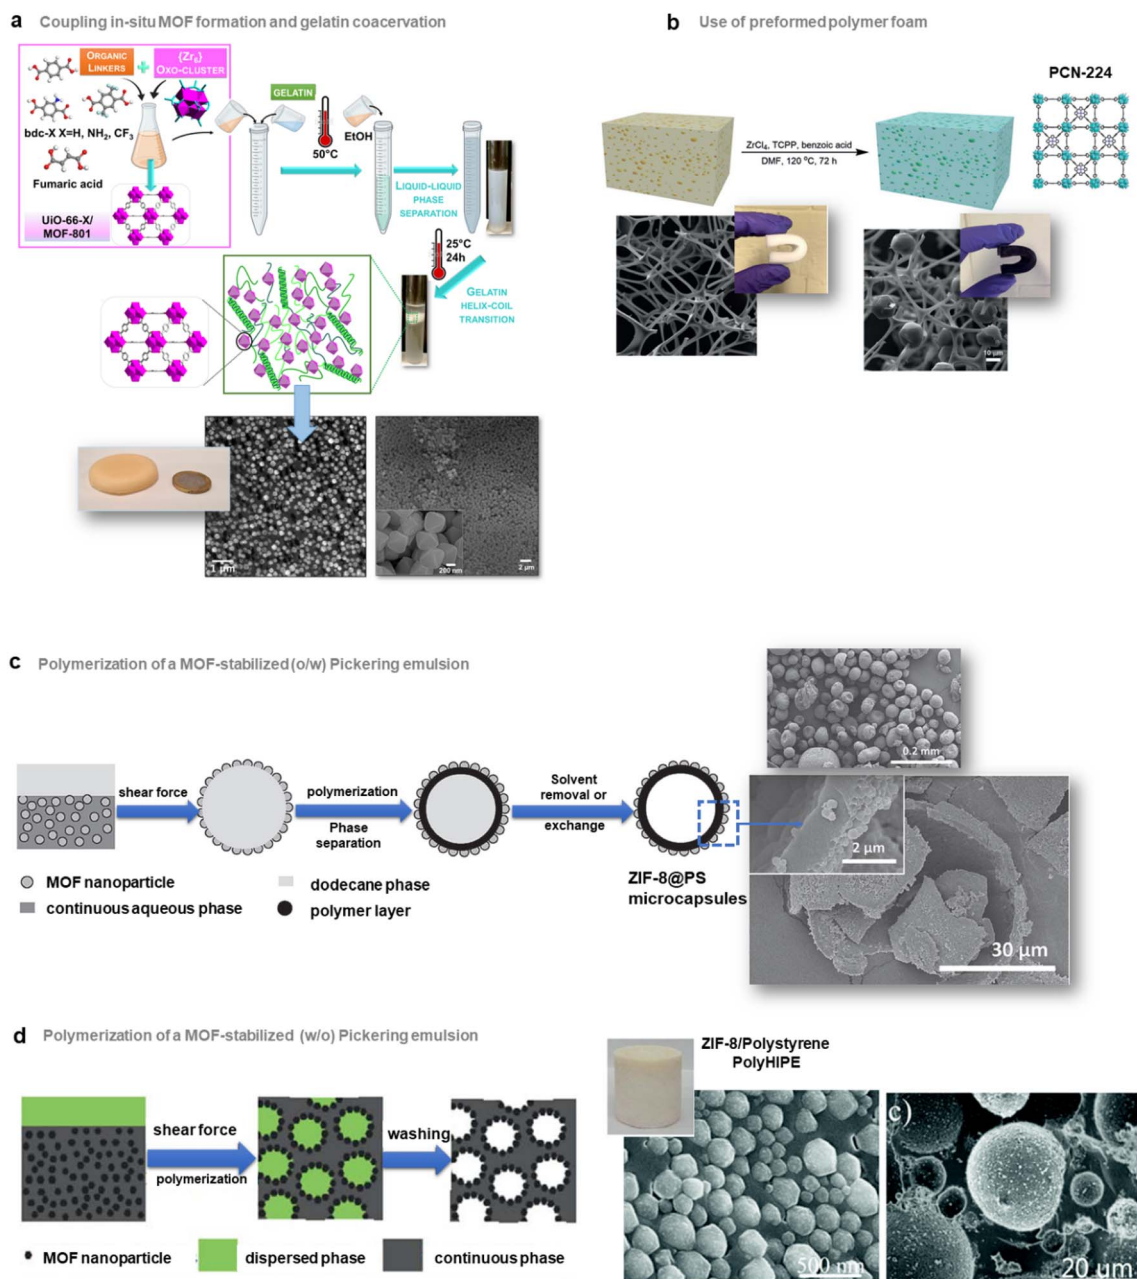 a Coupling in-situ MOF formation and gelatin coacervation
ORGANIC
LINKERS
+
{Zr6}
OXO-CLUSTER
bdc-X X=H, NH2, CF3
Fumaric acid
UiO-66-X/
MOF-801
GELATIN
50°C
EtOH
LIQUID-LIQUID
PHASE
SEPARATION
25°C
24h
GELATIN
HELIX-COIL
TRANSITION
1 µm
200 nm
2 µm
b Use of preformed polymer foam
PCN-224
ZrCl4, TCPP, benzoic acid
DMF, 120 °C, 72 h
10 µm
c Polymerization of a MOF-stabilized (o/w) Pickering emulsion
shear force
polymerization
Phase
separation
Solvent
removal or
exchange
ZIF-8@PS
microcapsules
MOF nanoparticle
dodecane phase
continuous aqueous phase
polymer layer
0.2 mm
2 µm
30 µm
d Polymerization of a MOF-stabilized (w/o) Pickering emulsion
shear force
polymerization
washing
MOF nanoparticle
dispersed phase
continuous phase
ZIF-8/Polystyrene
PolyHIPE
500 nm
c)
20 µm